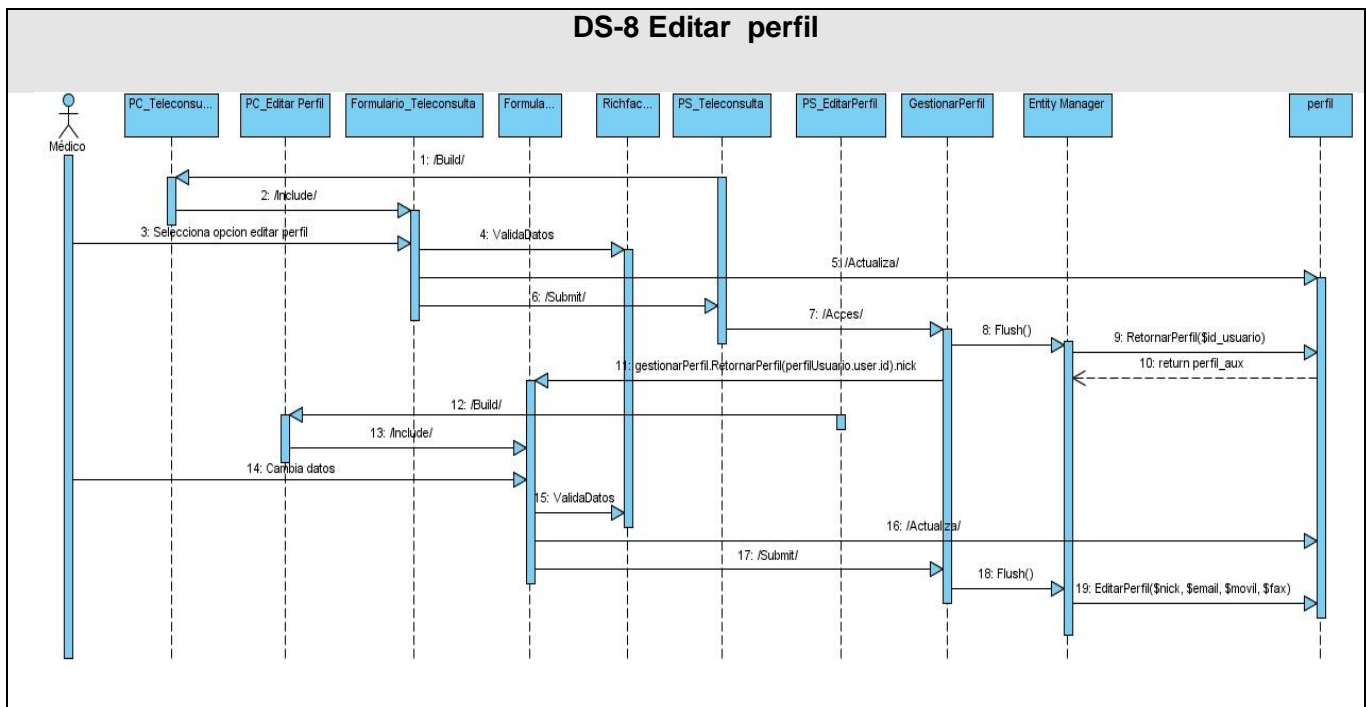 DS-8 Editar perfil
PC_Teleconsu...
PC_Editar Perfil
Formulario_Teleconsulta
Formula...
Richfac...
PS_Teleconsulta
PS_EditarPerfil
GestionarPerfil
Entity Manager
perfil
Médico
1: /Build/
2: /Include/
3: Selecciona opcion editar perfil
4: ValidaDatos
5: /Actualiza/
6: /Submit/
7: /Acces/
8: Flush()
9: RetornarPerfil($id_usuario)
10: return perfil_aux
11: gestionarPerfil.RetornarPerfil(perfilUsuario.user.id).nick
12: /Build/
13: /Include/
14: Cambia datos
15: ValidaDatos
16: /Actualiza/
17: /Submit/
18: Flush()
19: EditarPerfil($nick, $email, $movil, $fax)